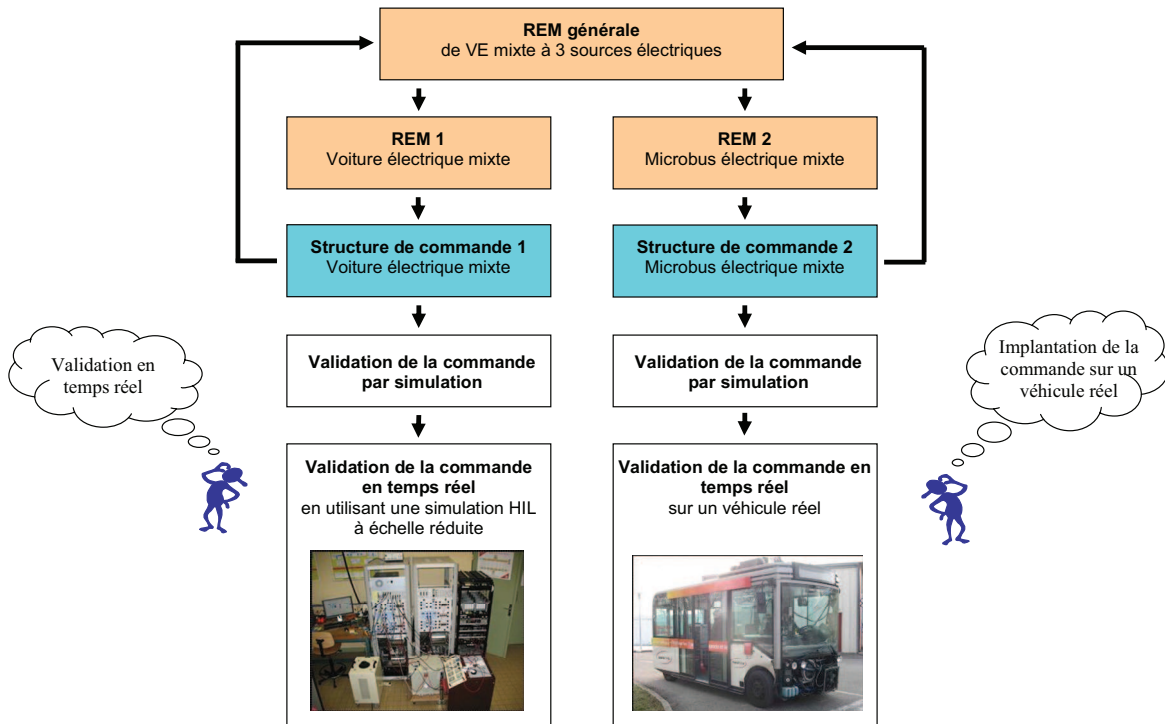 REM générale
de VE mixte à 3 sources électriques
REM 1
Voiture électrique mixte
REM 2
Microbus électrique mixte
Structure de commande 1
Voiture électrique mixte
Structure de commande 2
Microbus électrique mixte
Validation en
temps réel
Validation de la commande
par simulation
Validation de la commande
par simulation
Implantation de la
commande sur un
véhicule réel
Validation de la commande
en temps réel
en utilisant une simulation HIL
à échelle réduite
Validation de la commande en
temps réel
sur un véhicule réel